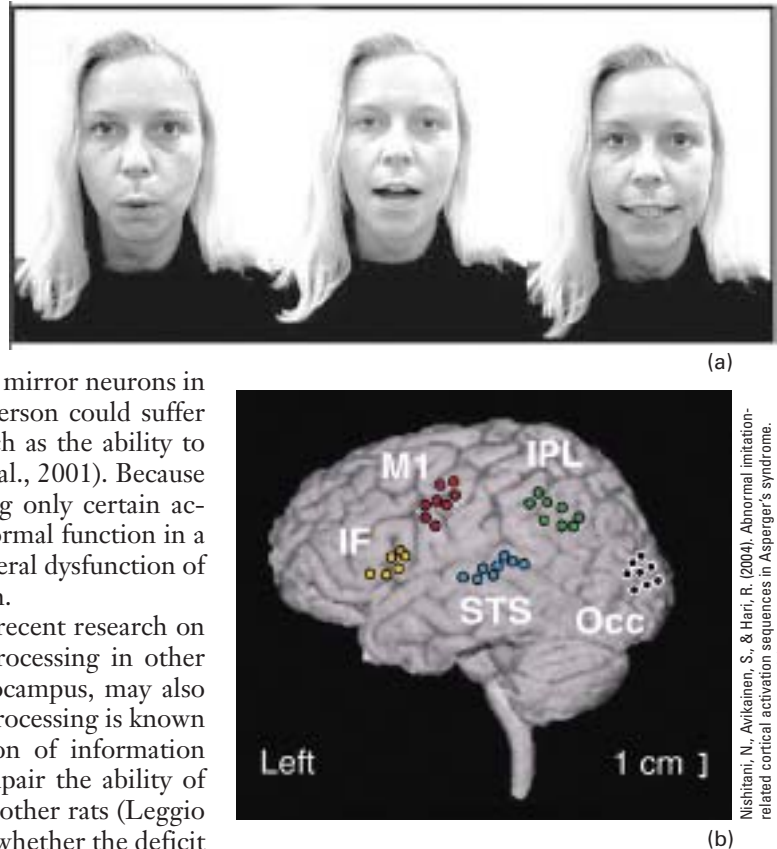 (a)
mirror neurons in
erson could suffer
ch as the ability to
al., 2001). Because
g only certain ac-
ormal function in a
eral dysfunction of
n.
recent research on
rocessing in other
ocampus, may also
rocessing is known
on of information
pair the ability of
other rats (Leggio
whether the deficit
M1
IPL
IF
STS
Occ
Left
1 cm
(b)
Nishitani, N., Avikainen, S., & Hari, R. (2004). Abnormal imitation-
related cortical activation sequences in Asperger's syndrome.